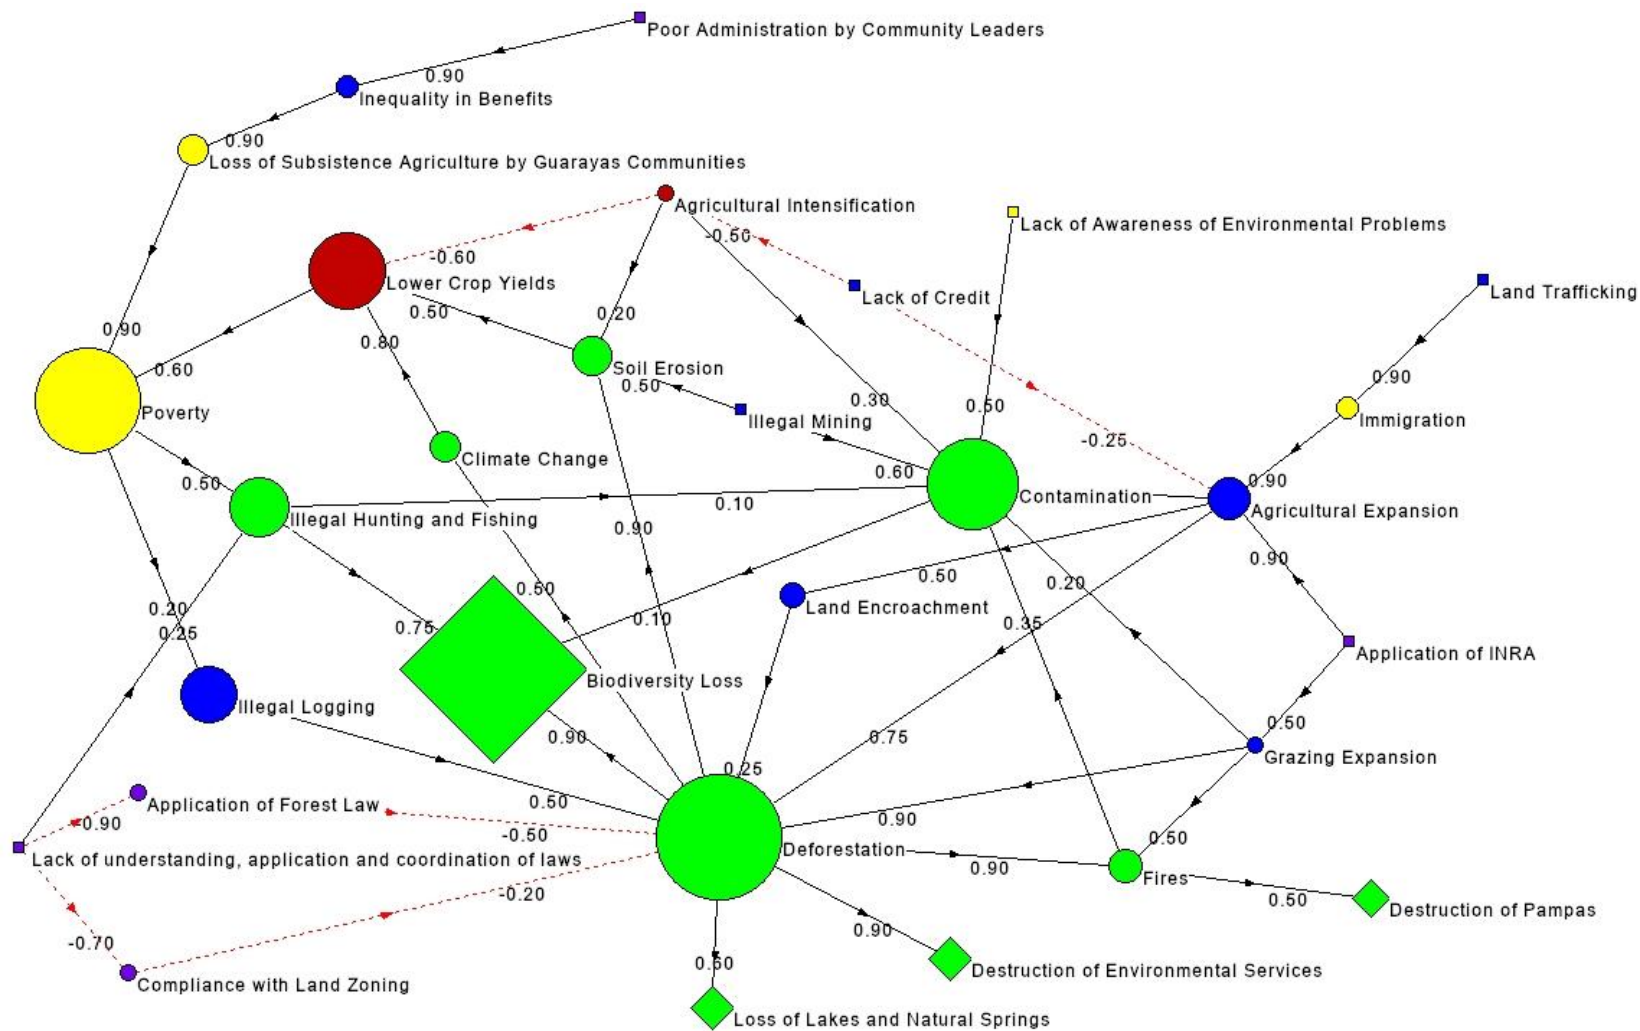 Poor Administration by Community Leaders
0.90
Inequality in Benefits
0.90
Loss of Subsistence Agriculture by Guarayas Communities
Agricultural Intensification
Lack of Awareness of Environmental Problems
-0.50
-0.60
Lower Crop Yields
Lack of Credit
Land Trafficking
0.50
0.20
0.90
0.80
0.60
Soil Erosion
0.50
0.90
Poverty
0.30
0.50
Illegal Mining
Immigration
-0.25
Climate Change
0.60
0.50
0.90
Contamination
0.10
Agricultural Expansion
Illegal Hunting and Fishing
0.90
0.90
0.50
0.20
0.50
Land Encroachment
0.20
0.10
0.35
0.75
0.25
Application of INRA
Biodiversity Loss
Illegal Logging
0.50
0.90
0.75
Grazing Expansion
0.25
Application of Forest Law
0.50
-0.90
-0.50
0.90
0.50
Deforestation
Lack of understanding, application and coordination of laws
0.90
Fires
-0.20
0.50
Destruction of Pampas
0.90
-0.70
0.60
Destruction of Environmental Services
Compliance with Land Zoning
Loss of Lakes and Natural Springs